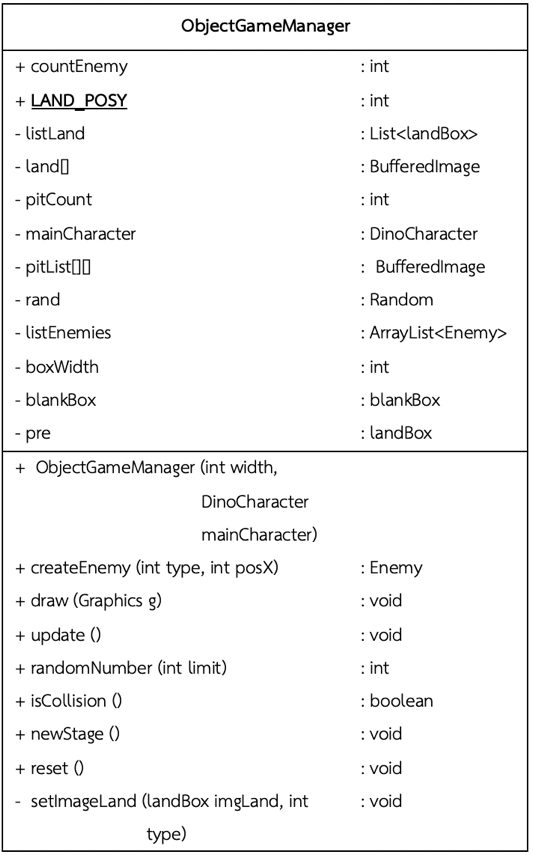 ObjectGameManager
+ countEnemy : int
+ LAND_POSY : int
- listLand : List<landBox>
- land[] : BufferedImage
- pitCount : int
- mainCharacter : DinoCharacter
- pitList[][] : BufferedImage
- rand : Random
- listEnemies : ArrayList<Enemy>
- boxWidth : int
- blankBox : blankBox
- pre : landBox
+ ObjectGameManager (int width,
DinoCharacter
mainCharacter)
+ createEnemy (int type, int posX) : Enemy
+ draw (Graphics g) : void
+ update () : void
+ randomNumber (int limit) : int
+ isCollision () : boolean
+ newStage () : void
+ reset () : void
- setImageLand (landBox imgLand, int : void
type)